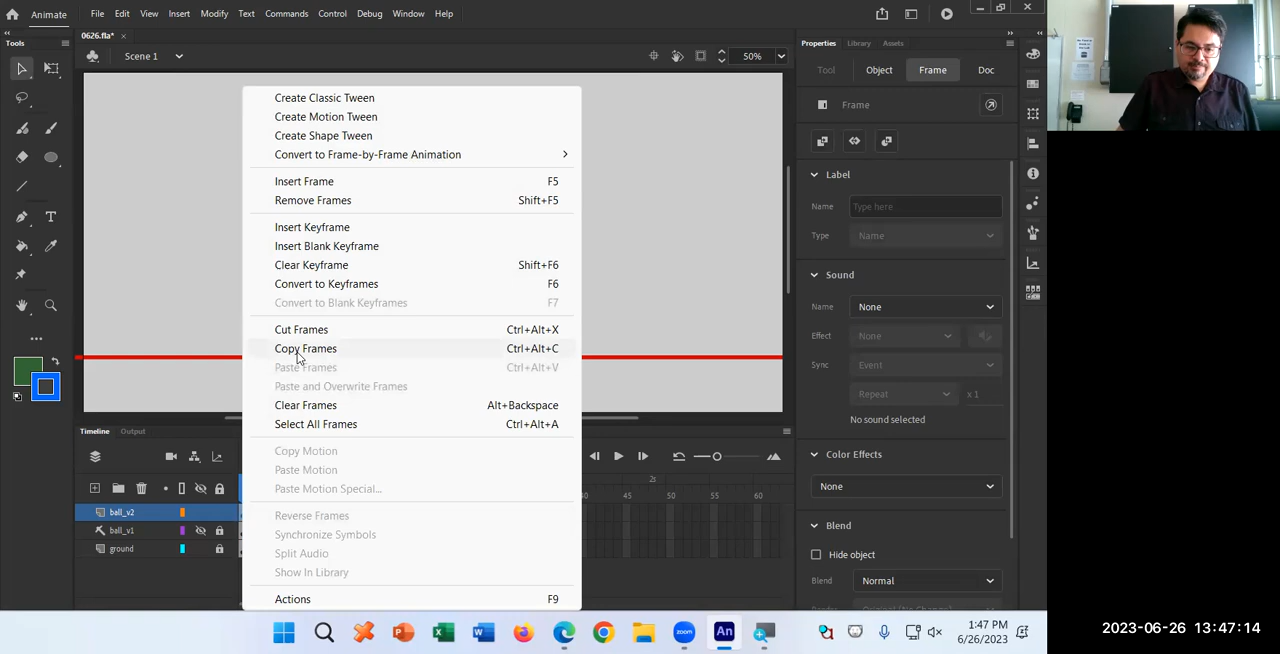 Animate File Edit View Insert Modify Text Commands Control Debug Window Help
0626.fla*
Tools
Scene 1
50%
Create Classic Tween
Create Motion Tween
Create Shape Tween
Convert to Frame-by-Frame Animation
Insert Frame F5
Remove Frames Shift+F5
Insert Keyframe
Insert Blank Keyframe
Clear Keyframe Shift+F6
Convert to Keyframes F6
Convert to Blank Keyframes F7
Cut Frames Ctrl+Alt+X
Copy Frames Ctrl+Alt+C
Paste Frames Ctrl+Alt+V
Paste and Overwrite Frames
Clear Frames Alt+Backspace
Select All Frames Ctrl+Alt+A
Copy Motion
Paste Motion
Paste Motion Special...
Reverse Frames
Synchronize Symbols
Split Audio
Show In Library
Actions F9
Properties Library Assets
Tool Object Frame Doc
Frame
Label
Name Type here
Type Name
Sound
Name None
Effect None
Sync Event
Repeat x 1
No sound selected
Color Effects
None
Blend
Hide object
Blend Normal
Timeline Output
2s
45 50 55 60
ball_v2
ball_v1
ground
1:47 PM
6/26/2023
2023-06-26 13:47:14